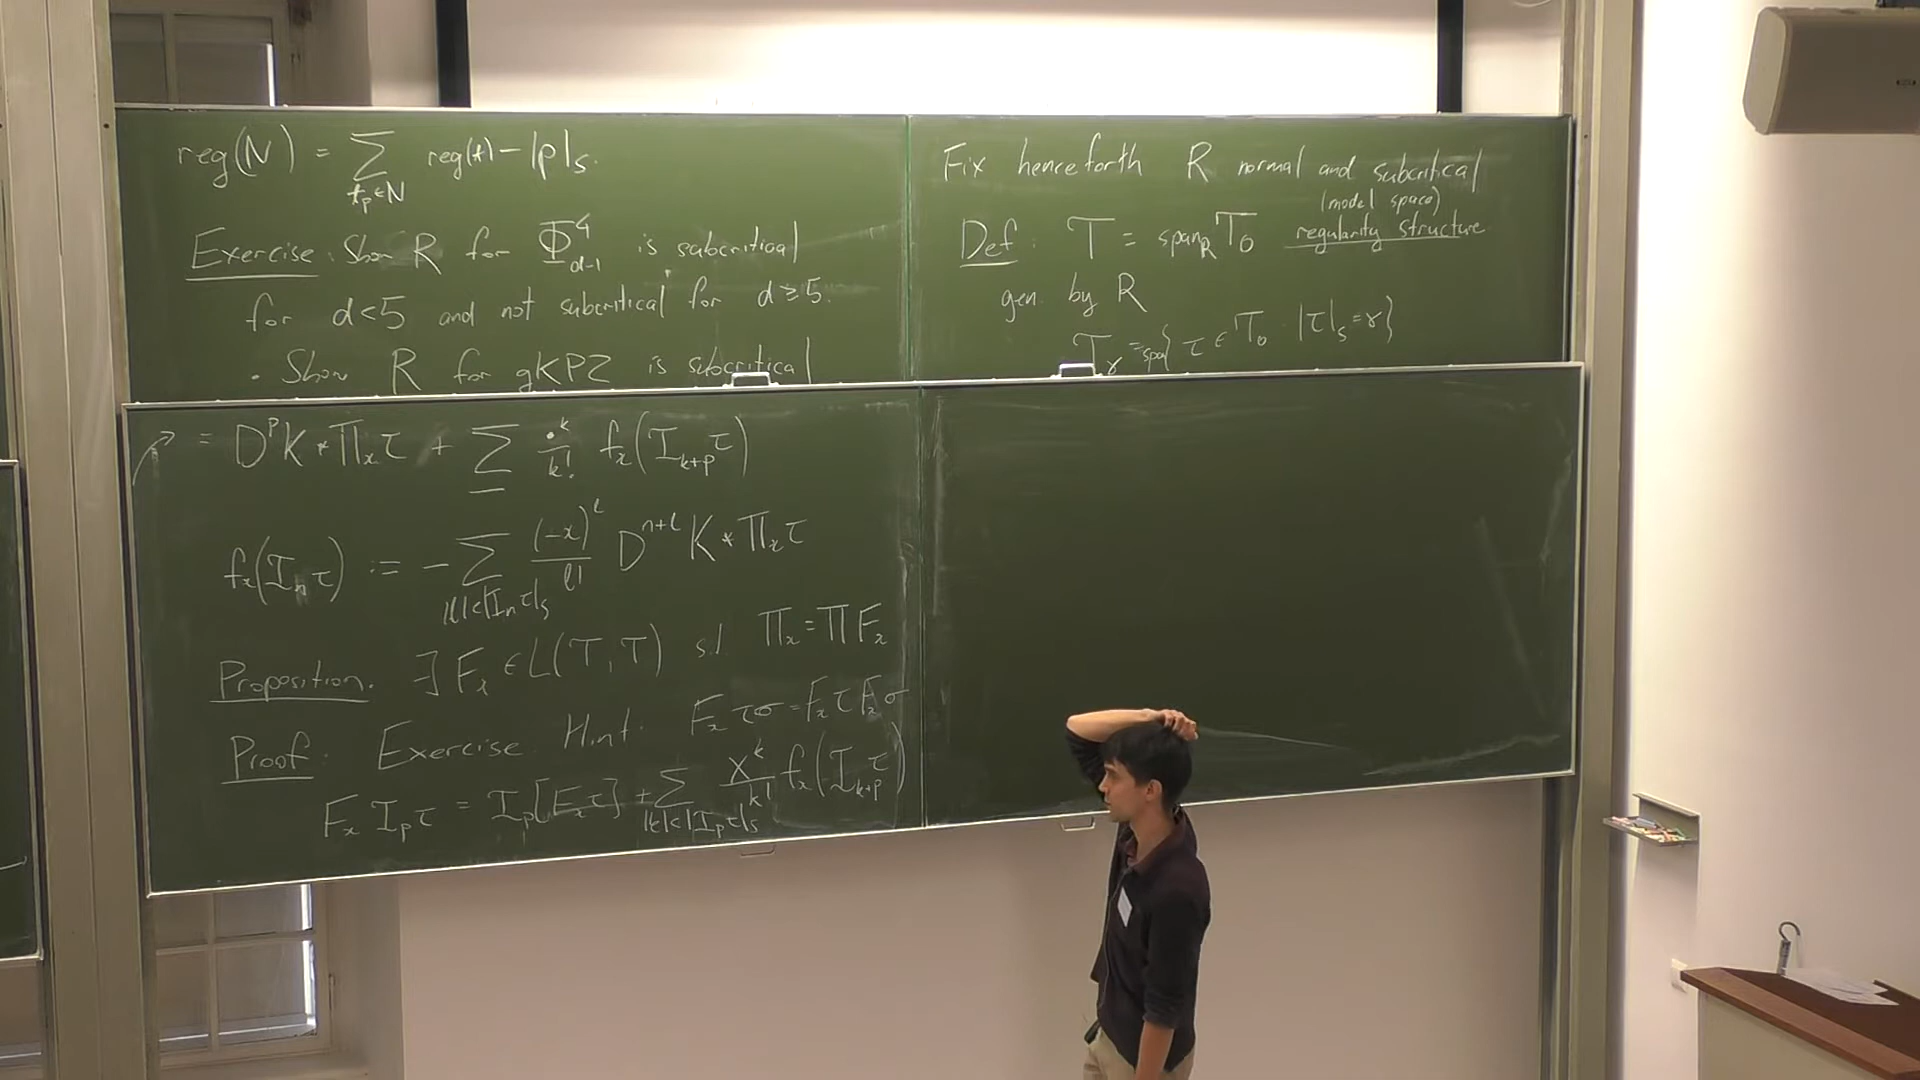 reg(N) = Σ_{t_p ∈ N} reg(t) - |p|_s.
Exercise: Show R for Φ^4_{d-1} is subcritical
for d<5 and not subcritical for d≥5.
• Show R for gKPZ is subcritical
Fix henceforth R normal and subcritical
(model space)
Def: T = span_R T_0 regularity structure
gen. by R
T_γ = span{ τ ∈ T_0 |τ|_s = γ}
= D^p K * Π_x τ + Σ •^k/k! f_x(I_{k+p} τ)
f_x(I_n τ) := - Σ_{|l|<|I_n τ|_s} (-x)^l/l! D^{n+l} K * Π_x τ
Proposition. ∃ F_x ∈ L(T,T) s.t. Π_x = Π F_x
Proof: Exercise Hint: F_x τσ = F_x τ F_x σ
F_x I_p τ = I_p[F_x τ] + Σ_{|k|<|I_p τ|_s} X^k/k! f_x(I_{k+p} τ)